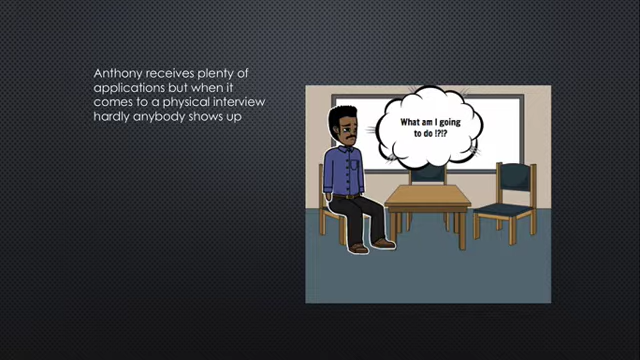 Anthony receives plenty of
applications but when it
comes to a physical interview
hardly anybody shows up
What am I going
to do !?!?